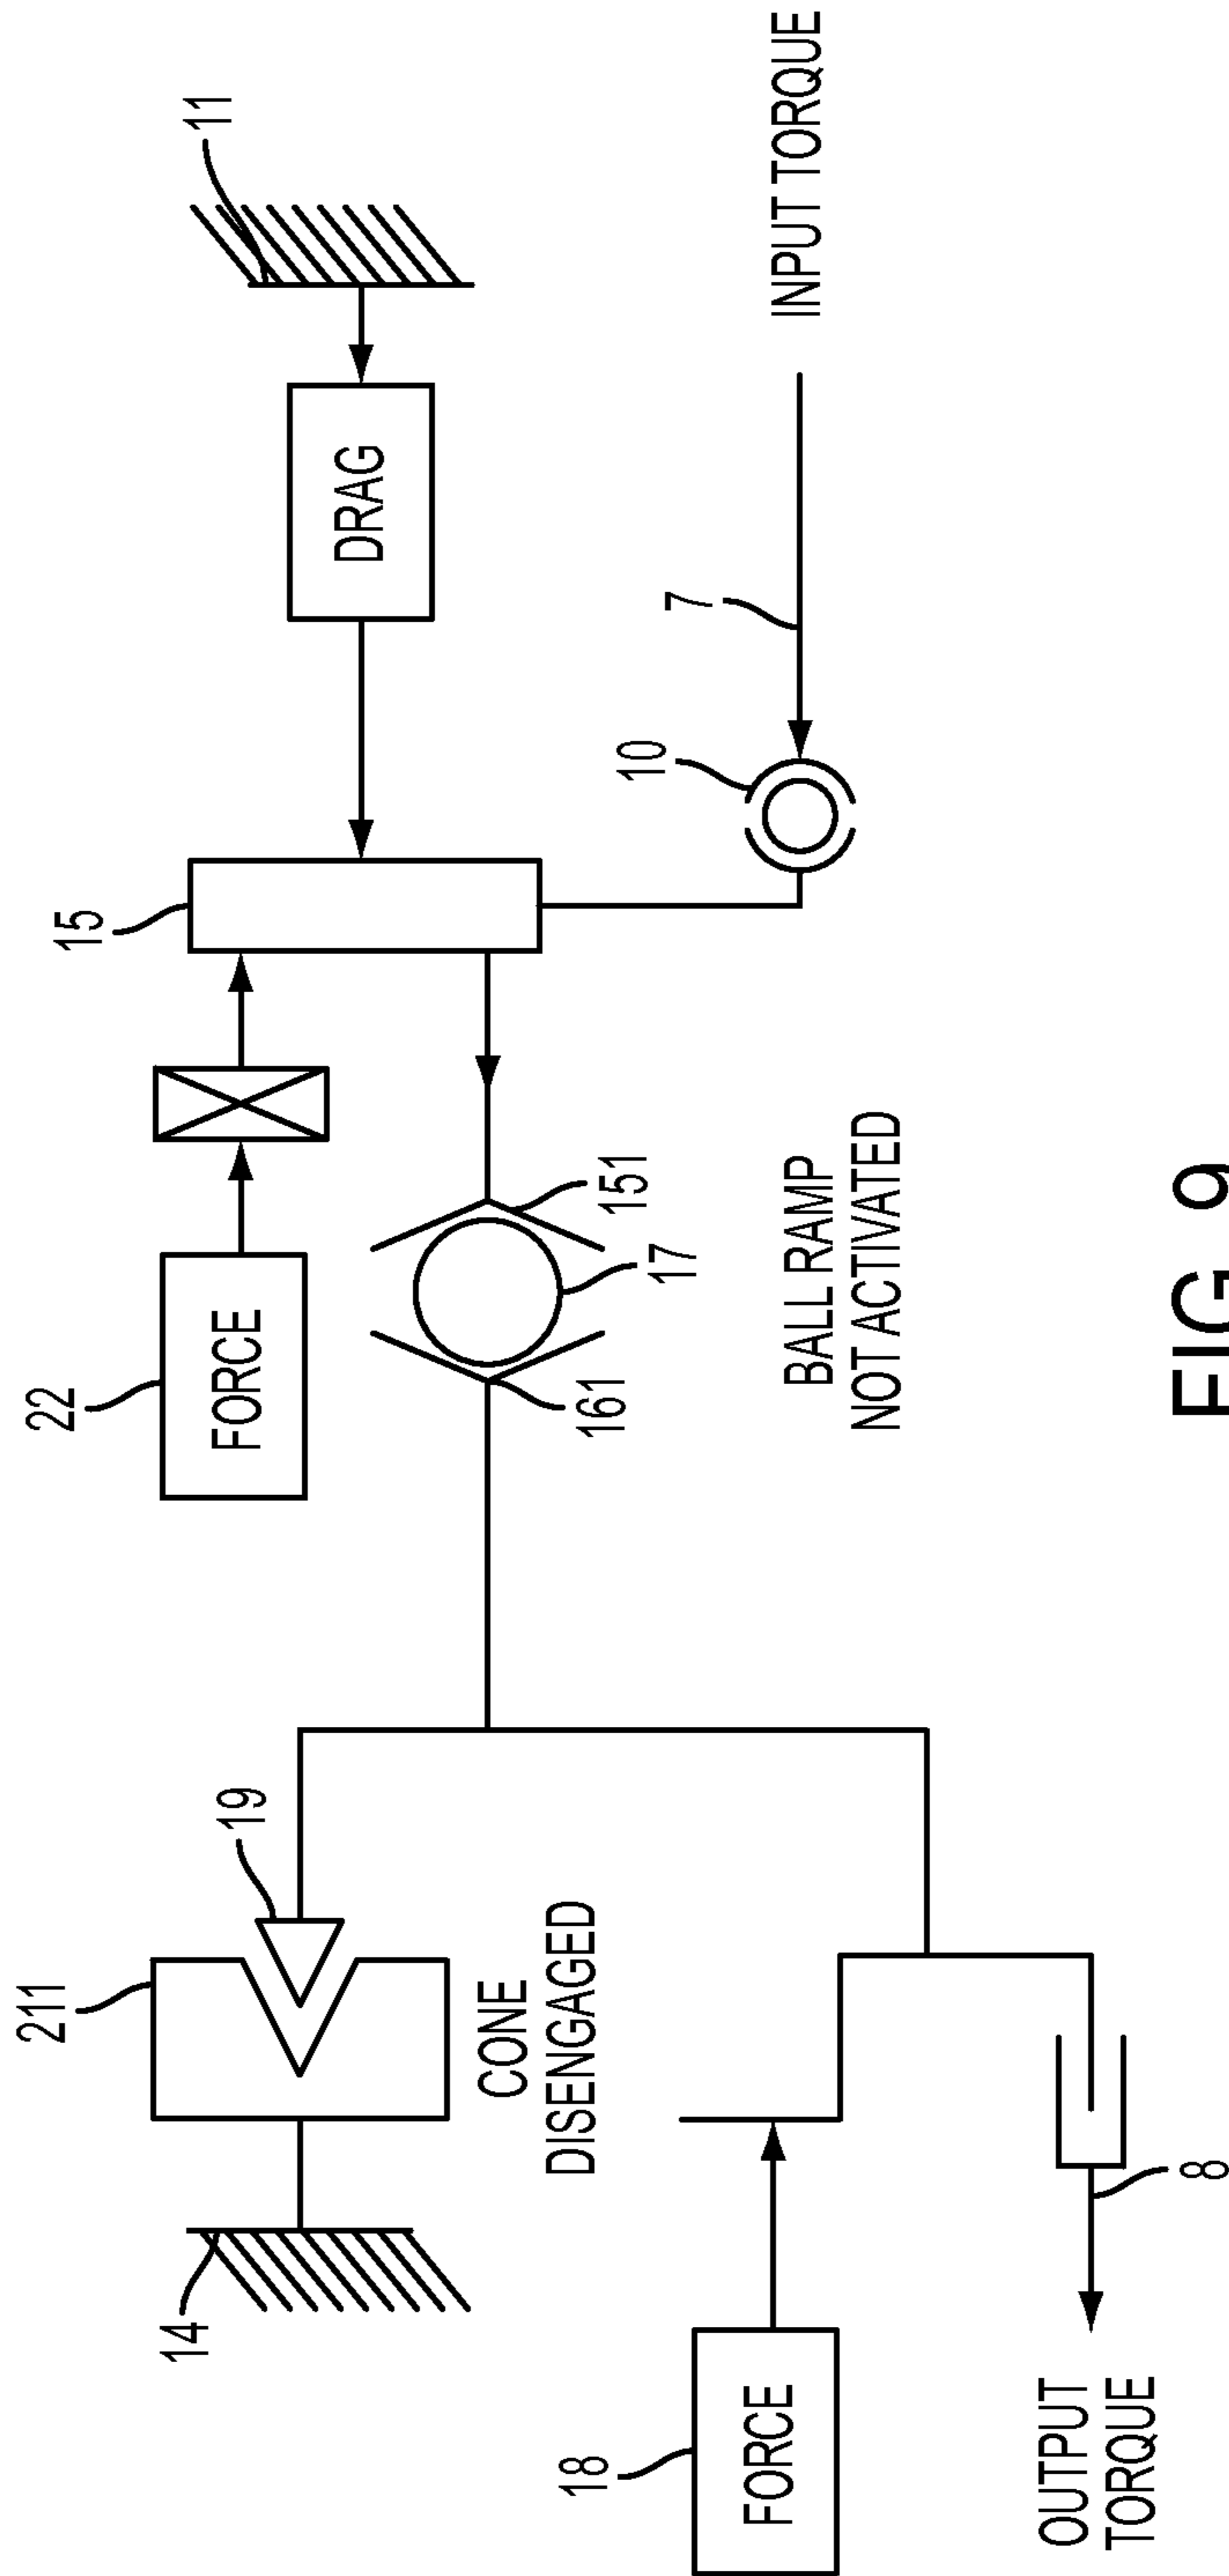 211
19
14
CONE
DISENGAGED
22
FORCE
15
11
DRAG
161
17
151
BALL RAMP
NOT ACTIVATED
10
7
INPUT TORQUE
18
FORCE
8
OUTPUT
TORQUE
FIG. 9